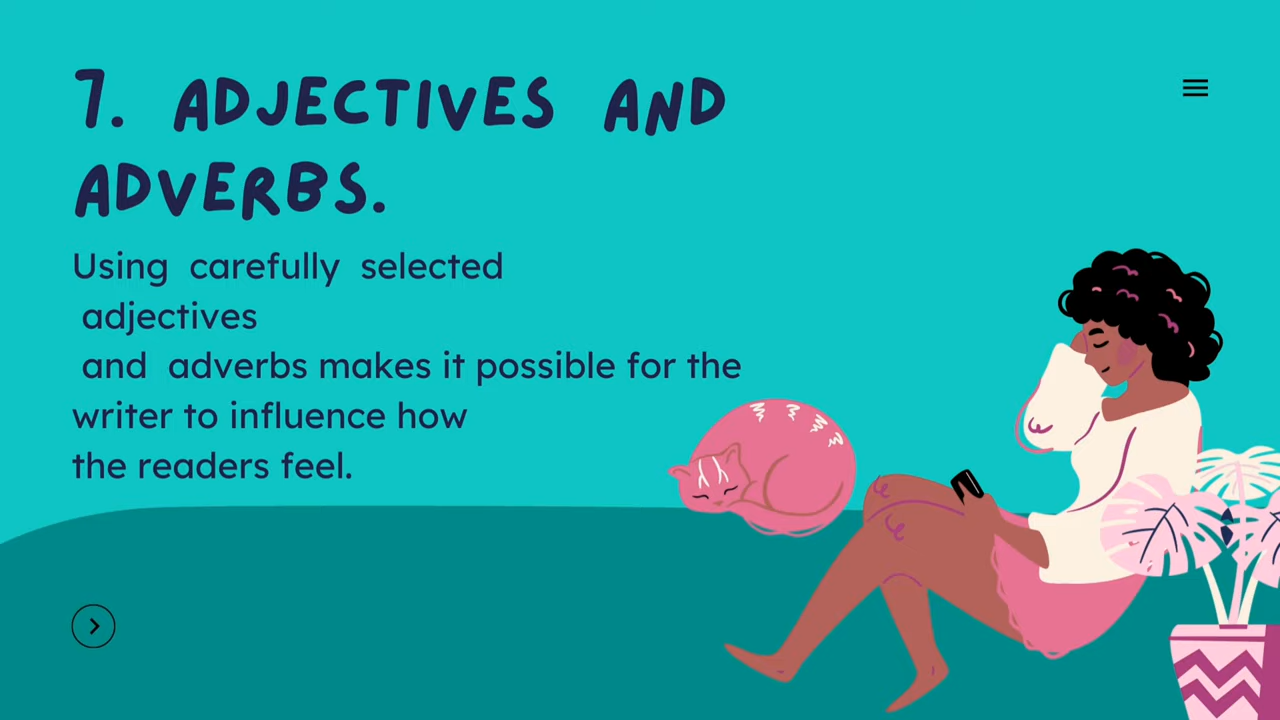 7. ADJECTIVES AND
ADVERBS.
Using carefully selected
adjectives
and adverbs makes it possible for the
writer to influence how
the readers feel.